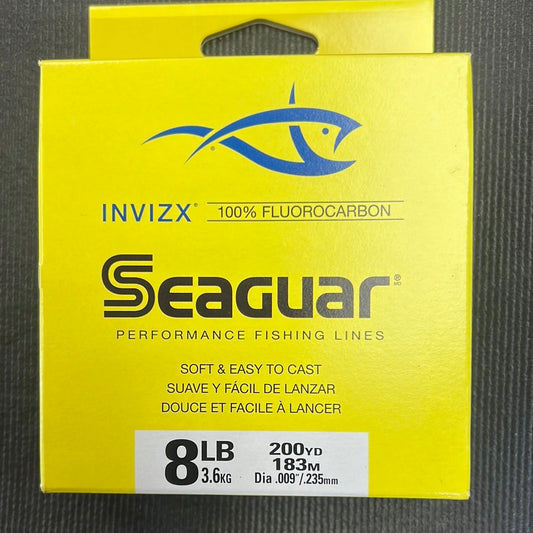 INVIZX® 100% FLUOROCARBON
SEAGUAR®
PERFORMANCE FISHING LINES
SOFT & EASY TO CAST
SUAVE Y FÁCIL DE LANZAR
DOUCE ET FACILE À LANCER
8LB 200YD
3.6KG 183M
Dia .009"/.235mm